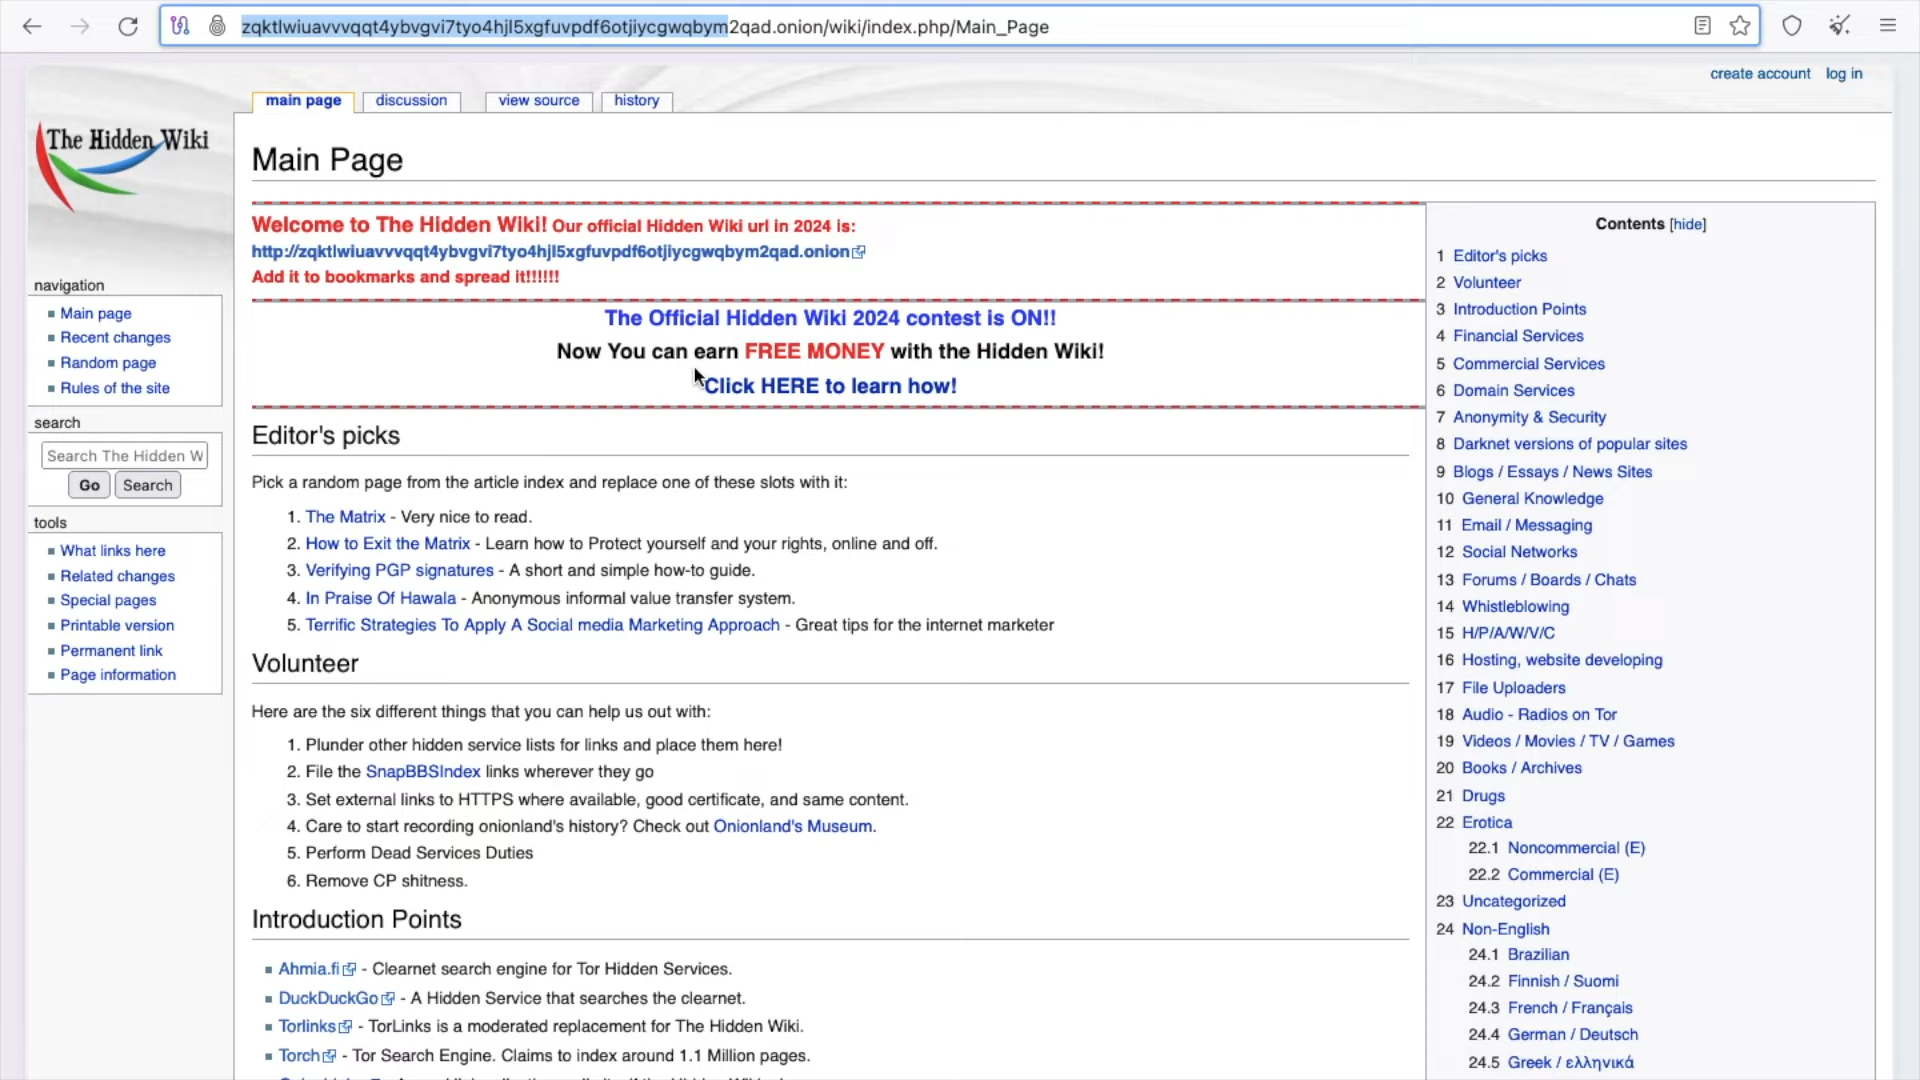 zqktlwiuavvvqqt4ybvgvi7tyo4hjl5xgfuvpdf6otjiycgwqbym2qad.onion/wiki/index.php/Main_Page
create account log in
main page discussion view source history
The Hidden Wiki
Main Page
Welcome to The Hidden Wiki! Our official Hidden Wiki url in 2024 is:
http://zqktlwiuavvvqqt4ybvgvi7tyo4hjl5xgfuvpdf6otjiycgwqbym2qad.onion
Add it to bookmarks and spread it!!!!!!
The Official Hidden Wiki 2024 contest is ON!!
Now You can earn FREE MONEY with the Hidden Wiki!
Click HERE to learn how!
navigation
Main page
Recent changes
Random page
Rules of the site
search
Search The Hidden W
Go Search
tools
What links here
Related changes
Special pages
Printable version
Permanent link
Page information
Editor's picks
Pick a random page from the article index and replace one of these slots with it:
1. The Matrix - Very nice to read.
2. How to Exit the Matrix - Learn how to Protect yourself and your rights, online and off.
3. Verifying PGP signatures - A short and simple how-to guide.
4. In Praise Of Hawala - Anonymous informal value transfer system.
5. Terrific Strategies To Apply A Social media Marketing Approach - Great tips for the internet marketer
Volunteer
Here are the six different things that you can help us out with:
1. Plunder other hidden service lists for links and place them here!
2. File the SnapBBSIndex links wherever they go
3. Set external links to HTTPS where available, good certificate, and same content.
4. Care to start recording onionland's history? Check out Onionland's Museum.
5. Perform Dead Services Duties
6. Remove CP shitness.
Introduction Points
Ahmia.fi - Clearnet search engine for Tor Hidden Services.
DuckDuckGo - A Hidden Service that searches the clearnet.
Torlinks - TorLinks is a moderated replacement for The Hidden Wiki.
Torch - Tor Search Engine. Claims to index around 1.1 Million pages.
Contents [hide]
1 Editor's picks
2 Volunteer
3 Introduction Points
4 Financial Services
5 Commercial Services
6 Domain Services
7 Anonymity & Security
8 Darknet versions of popular sites
9 Blogs / Essays / News Sites
10 General Knowledge
11 Email / Messaging
12 Social Networks
13 Forums / Boards / Chats
14 Whistleblowing
15 H/P/A/W/V/C
16 Hosting, website developing
17 File Uploaders
18 Audio - Radios on Tor
19 Videos / Movies / TV / Games
20 Books / Archives
21 Drugs
22 Erotica
22.1 Noncommercial (E)
22.2 Commercial (E)
23 Uncategorized
24 Non-English
24.1 Brazilian
24.2 Finnish / Suomi
24.3 French / Français
24.4 German / Deutsch
24.5 Greek / ελληνικά